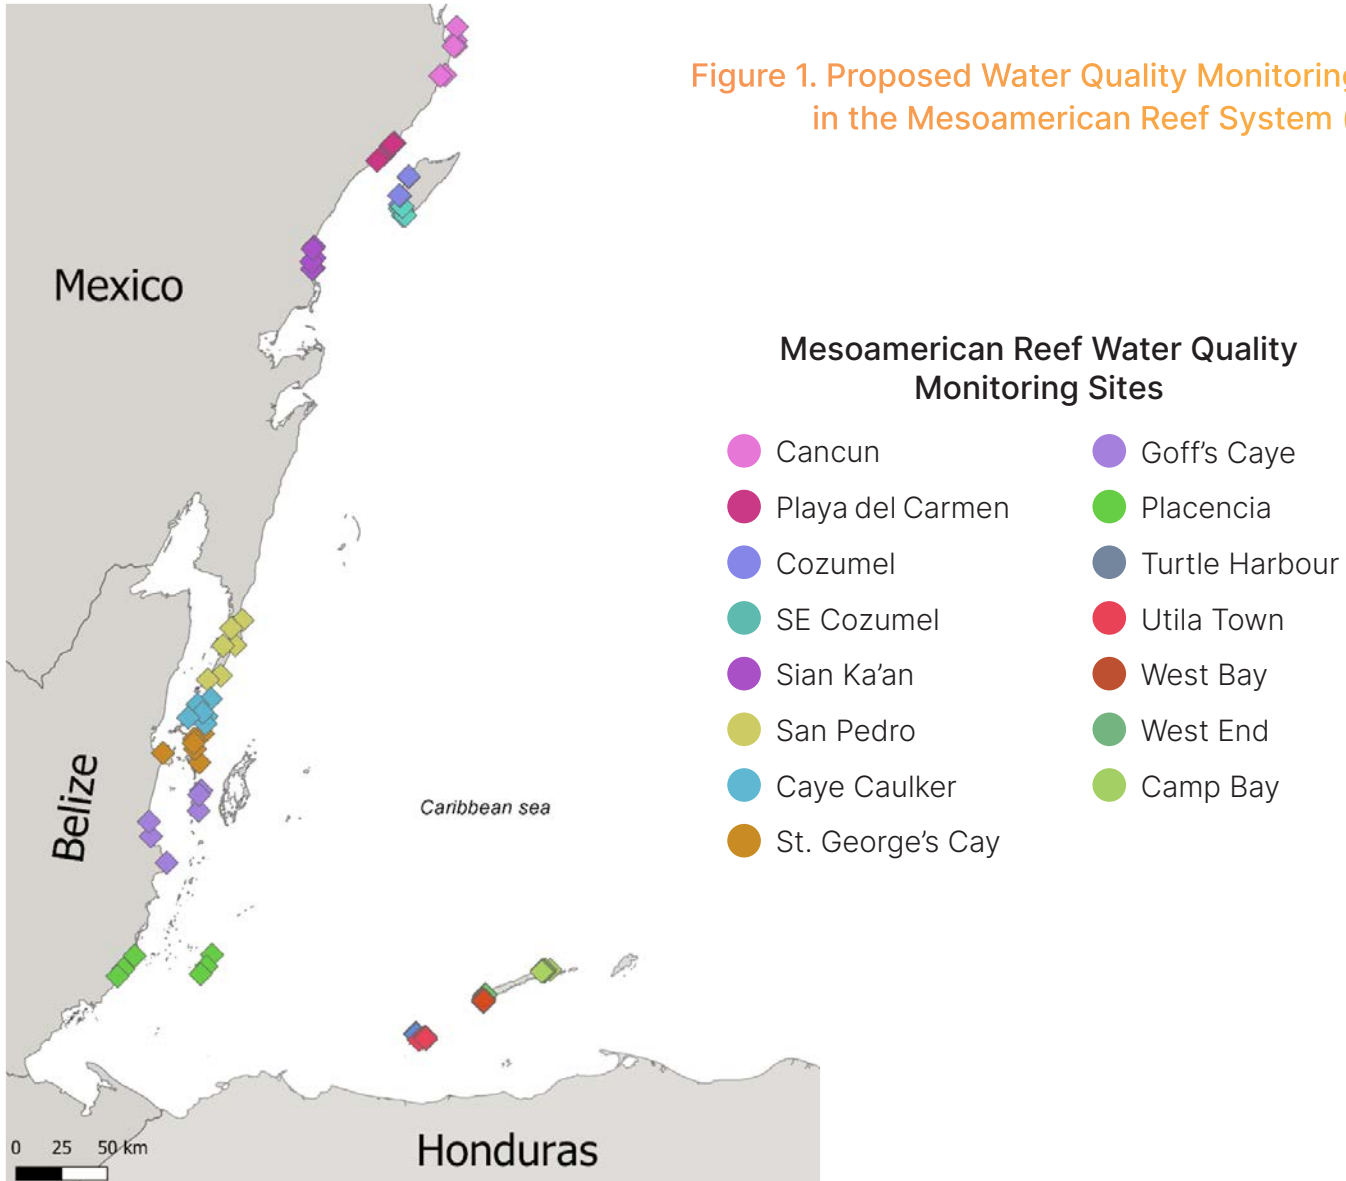 Figure 1. Proposed Water Quality Monitoring
in the Mesoamerican Reef System (
Mexico
Mesoamerican Reef Water Quality
Monitoring Sites
Cancun
Playa del Carmen
Cozumel
SE Cozumel
Sian Ka’an
San Pedro
Caye Caulker
St. George’s Cay
Goff’s Caye
Placencia
Turtle Harbour
Utila Town
West Bay
West End
Camp Bay
Belize
Caribbean sea
0 25 50 km
Honduras